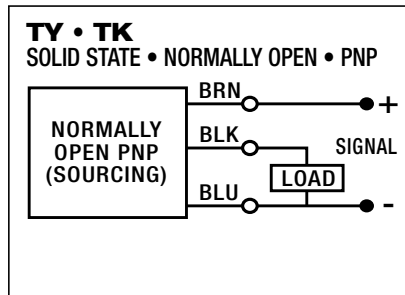 TY • TK
SOLID STATE • NORMALLY OPEN • PNP
BRN
+
NORMALLY
OPEN PNP
(SOURCING)
BLK
SIGNAL
LOAD
BLU
-